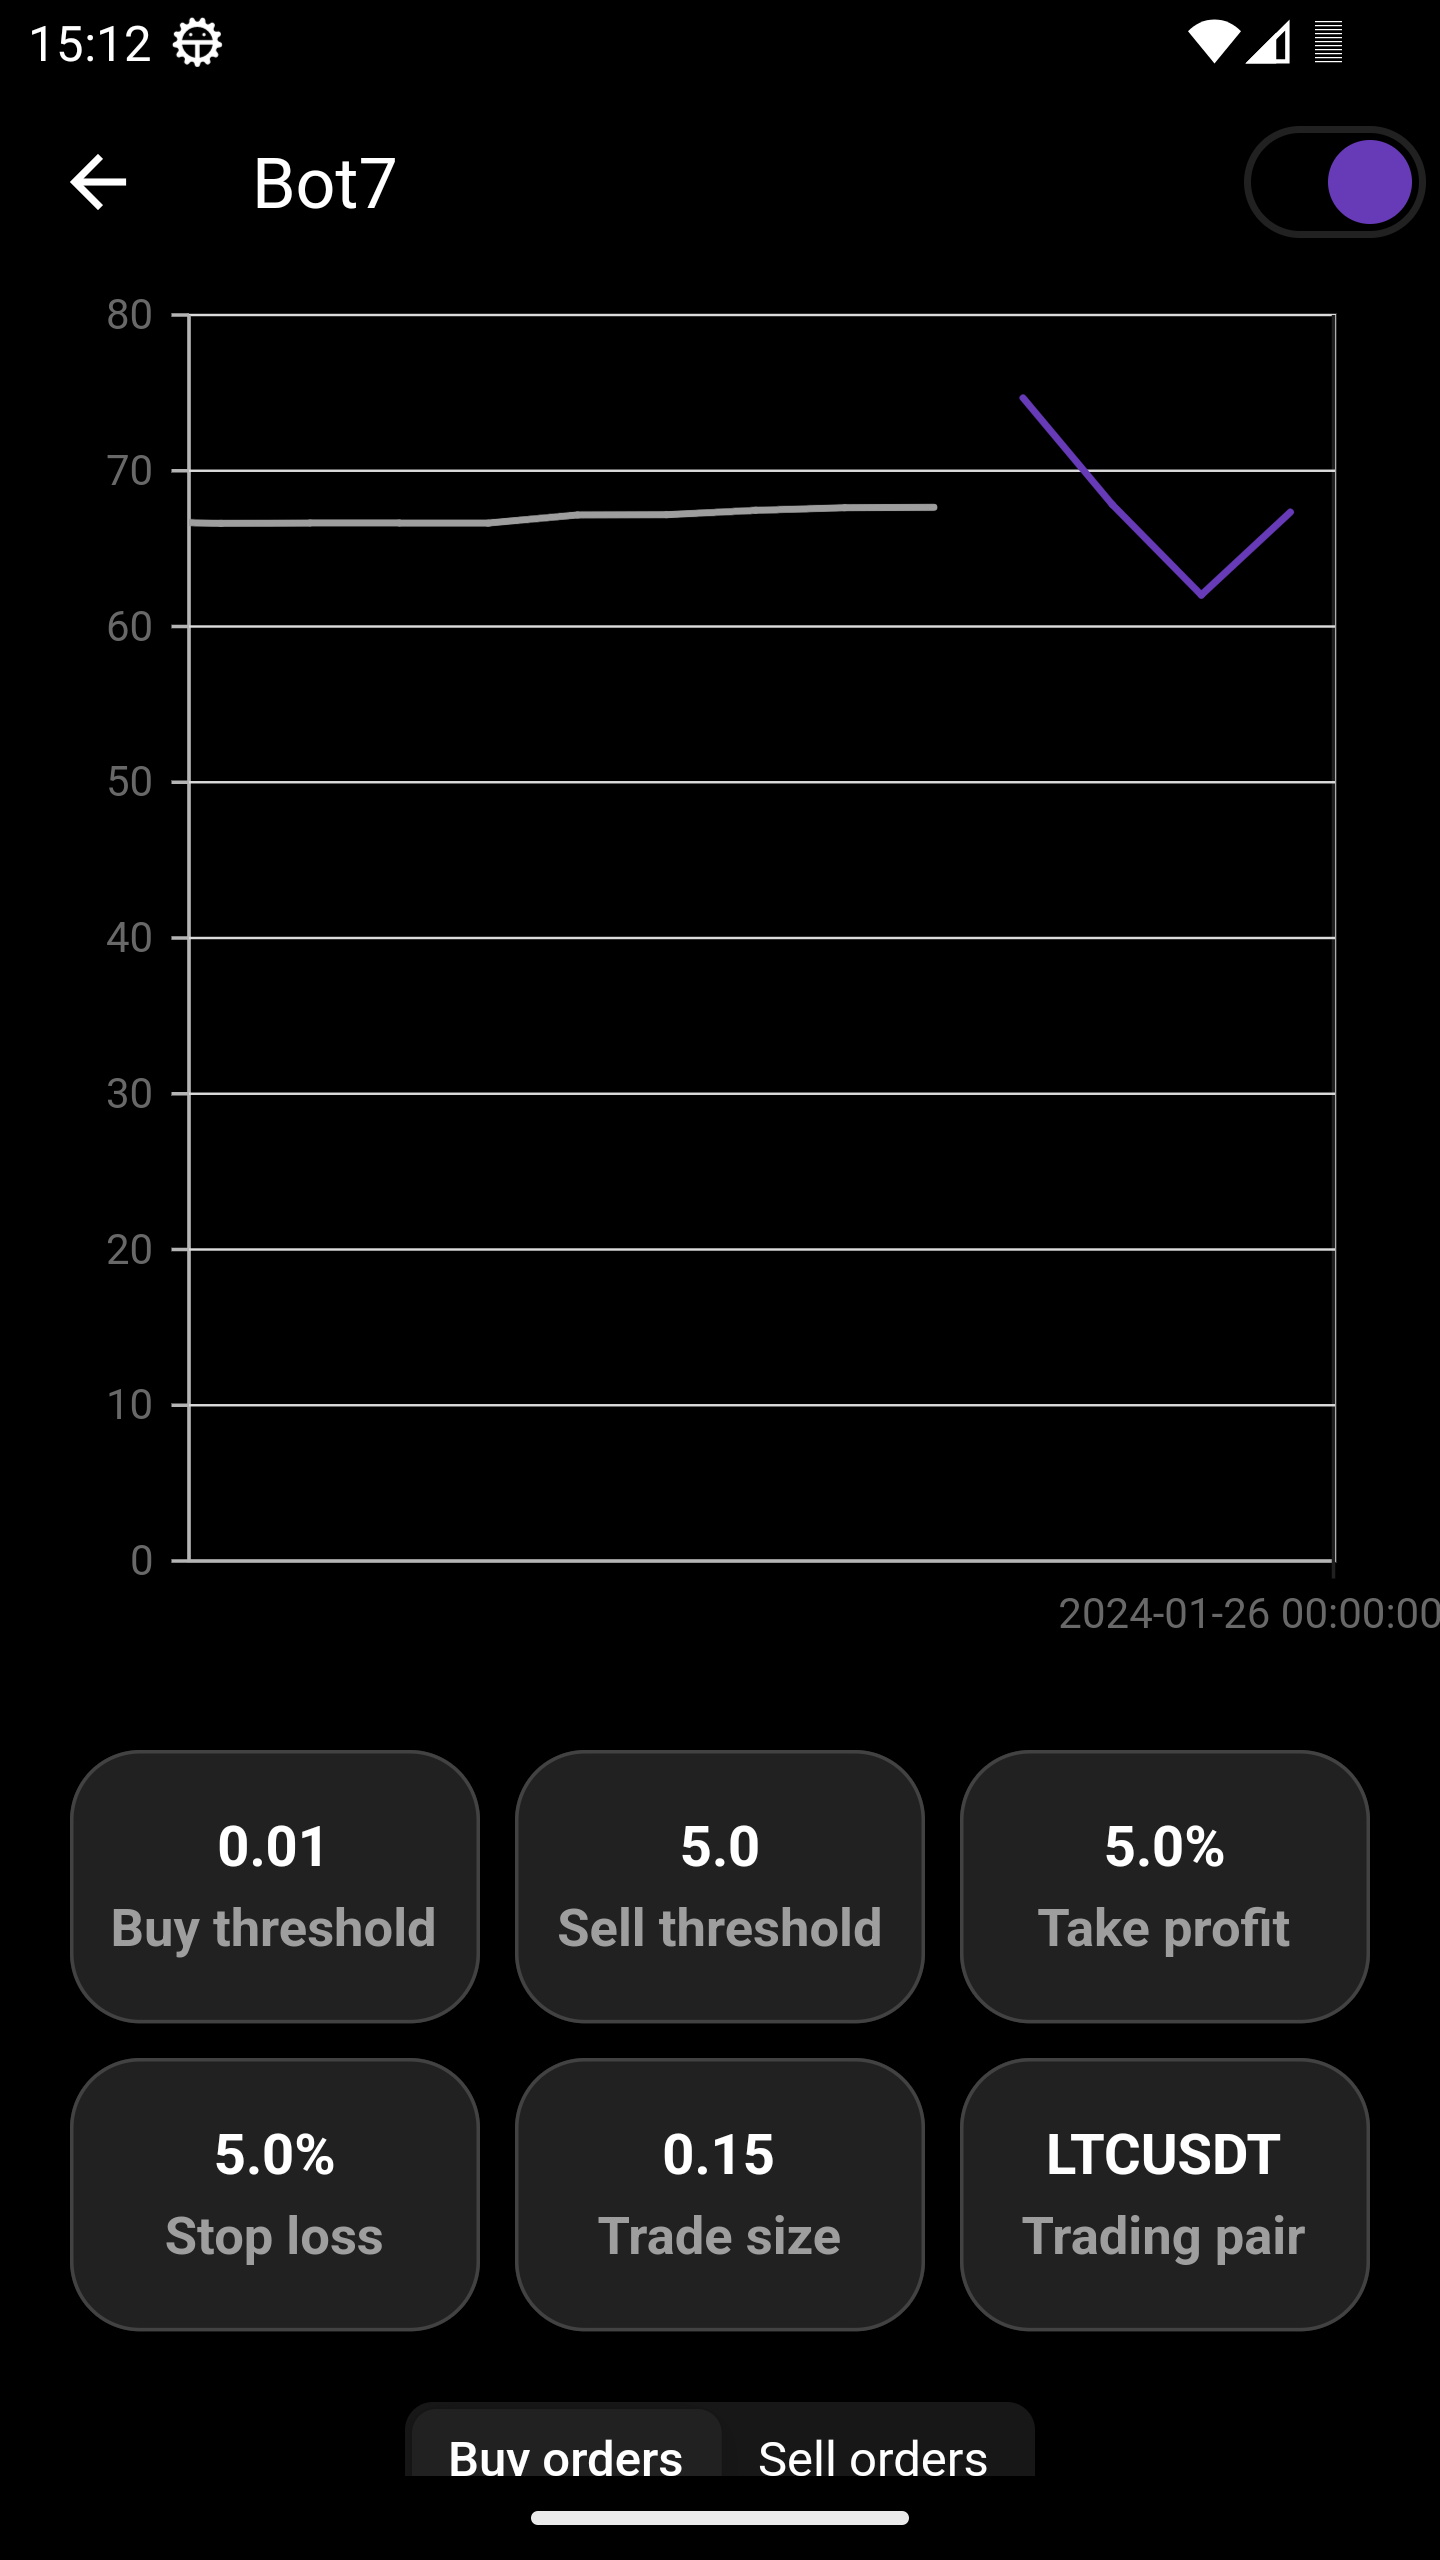 15:12
Bot7
80
70
60
50
40
30
20
10
0
2024-01-26 00:00:00
0.01
Buy threshold
5.0
Sell threshold
5.0%
Take profit
5.0%
Stop loss
0.15
Trade size
LTCUSDT
Trading pair
Buy orders
Sell orders